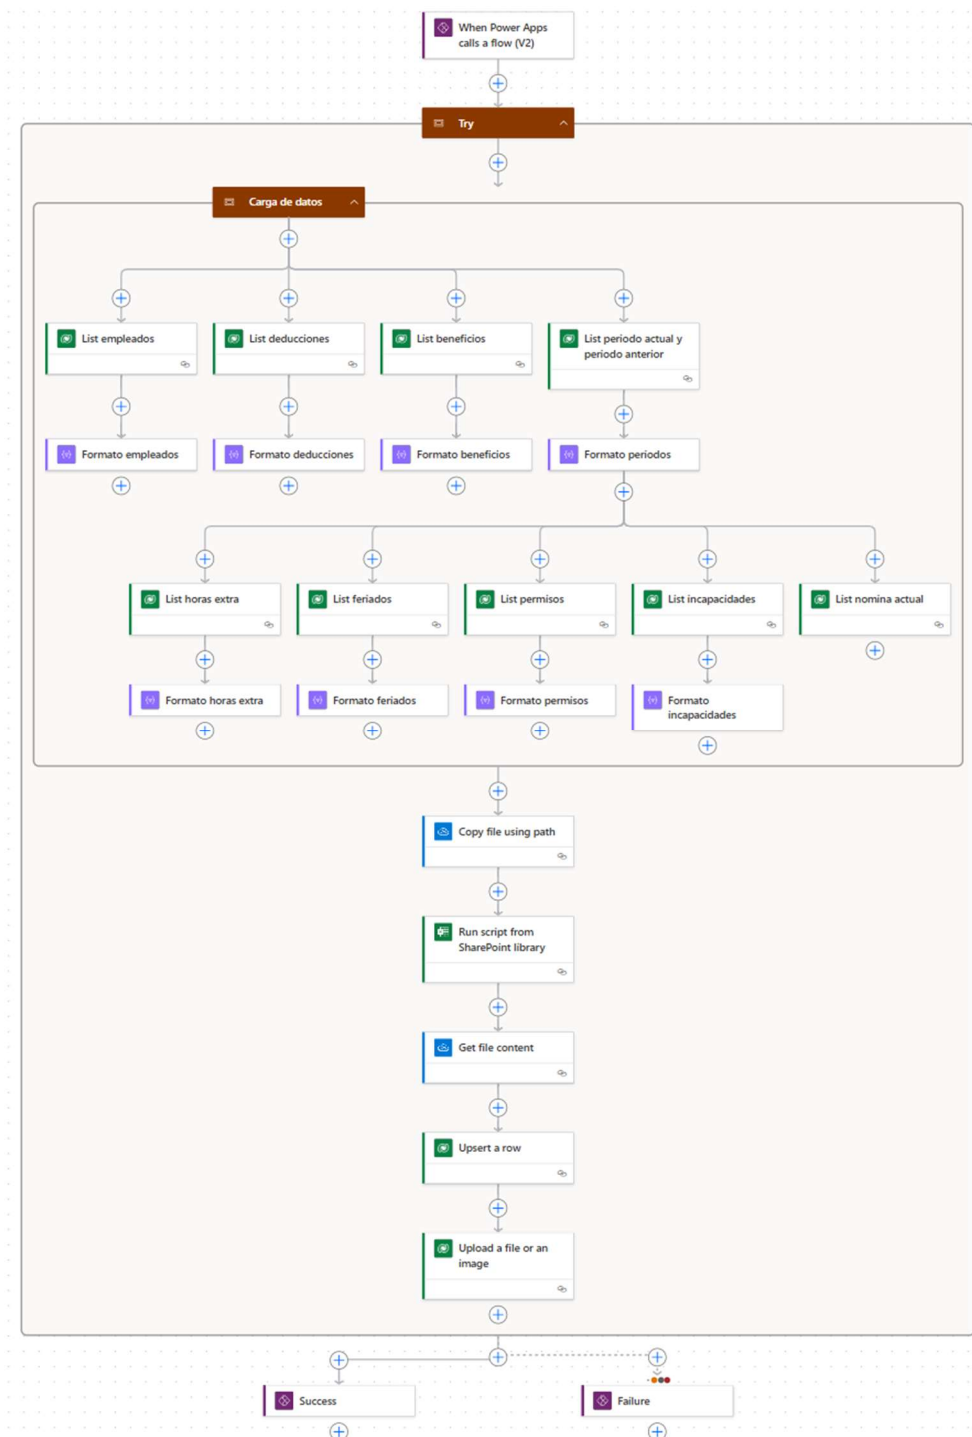 When Power Apps
calls a flow (V2)
Try
Carga de datos
List empleados
List deducciones
List beneficios
List periodo actual y
periodo anterior
Formato empleados
Formato deducciones
Formato beneficios
Formato periodos
List horas extra
List feriados
List permisos
List incapacidades
List nomina actual
Formato horas extra
Formato feriados
Formato permisos
Formato
incapacidades
Copy file using path
Run script from
SharePoint library
Get file content
Upsert a row
Upload a file or an
image
Success
Failure